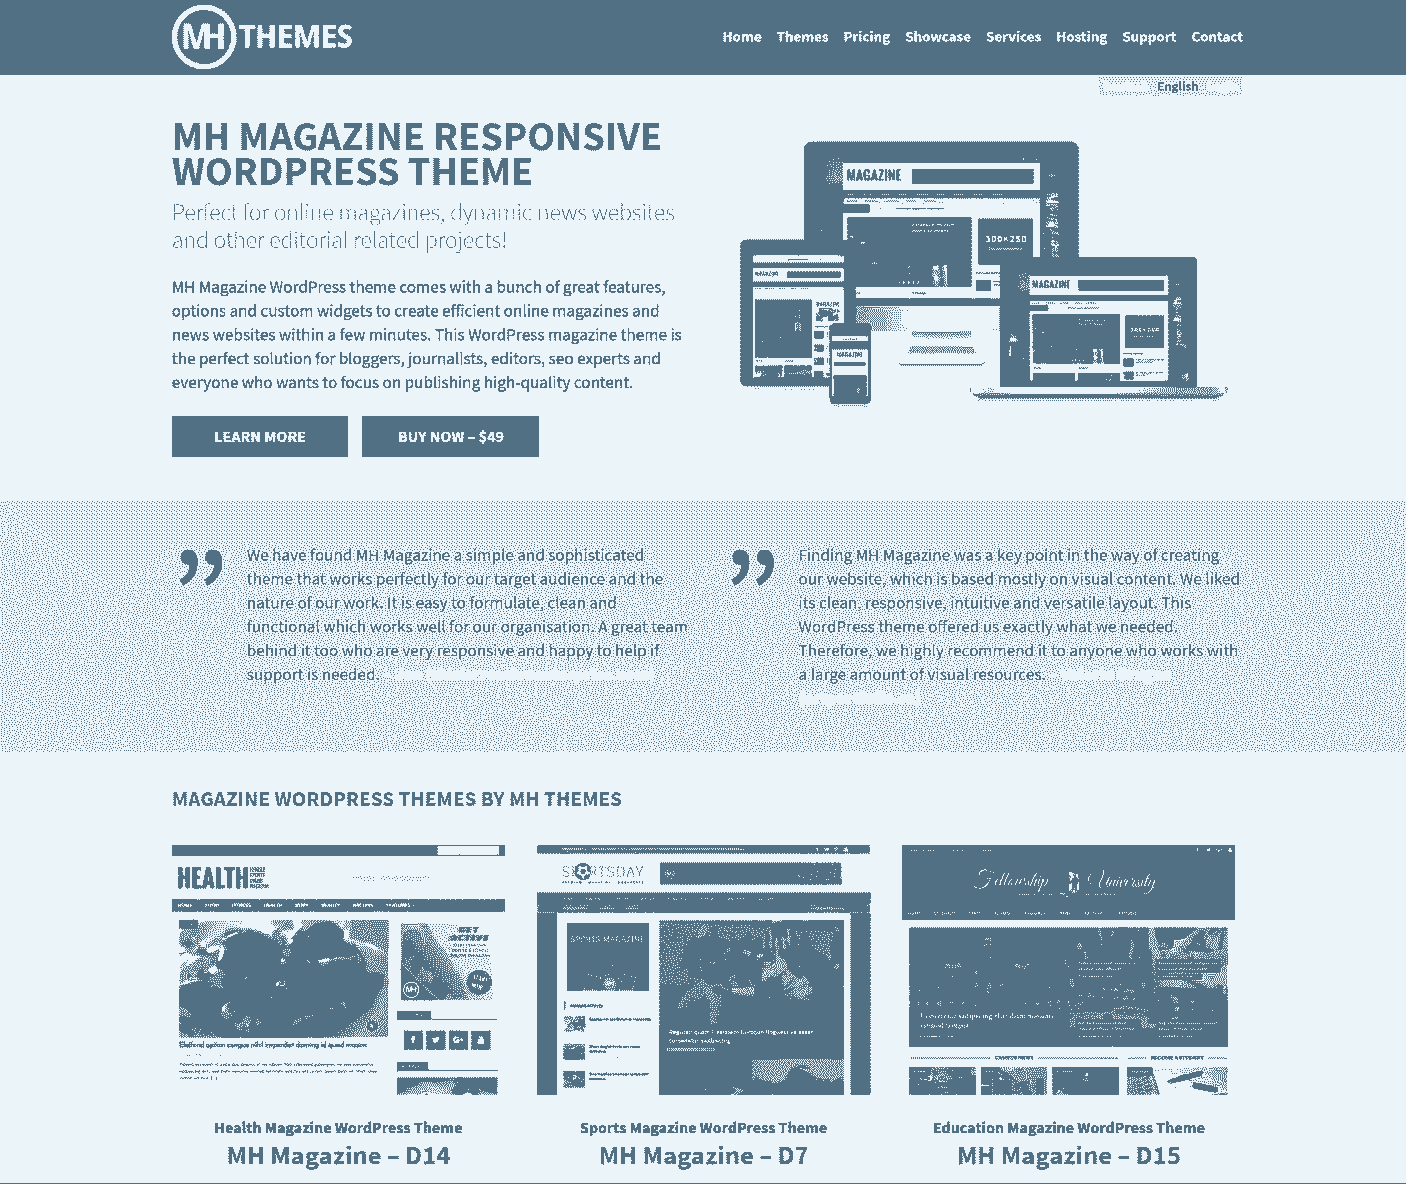 MH THEMES
Home Themes Pricing Showcase Services Hosting Support Contact
English
MH MAGAZINE RESPONSIVE
WORDPRESS THEME
Perfect for online magazines, dynamic news websites
and other editorial related projects!
MH Magazine WordPress theme comes with a bunch of great features,
options and custom widgets to create efficient online magazines and
news websites within a few minutes. This WordPress magazine theme is
the perfect solution for bloggers, journalists, editors, seo experts and
everyone who wants to focus on publishing high-quality content.
LEARN MORE
BUY NOW – $49
MAGAZINE
300×250
MAGAZINE
MAGAZINE
MAGAZINE
” We have found MH Magazine a simple and sophisticated
theme that works perfectly for our target audience and the
nature of our work. It is easy to formulate, clean and
functional which works well for our organisation. A great team
behind it too who are very responsive and happy to help if
support is needed.
” Finding MH Magazine was a key point in the way of creating
our website, which is based mostly on visual content. We liked
its clean, responsive, intuitive and versatile layout. This
WordPress theme offered us exactly what we needed.
Therefore, we highly recommend it to anyone who works with
a large amount of visual resources.
MAGAZINE WORDPRESS THEMES BY MH THEMES
HEALTH
GET
ACTIVE
MH
Health Magazine WordPress Theme
MH Magazine – D14
SPORTSDAY
SPORTS MAGAZINE
Sports Magazine WordPress Theme
MH Magazine – D7
Fellowship University
Education Magazine WordPress Theme
MH Magazine – D15